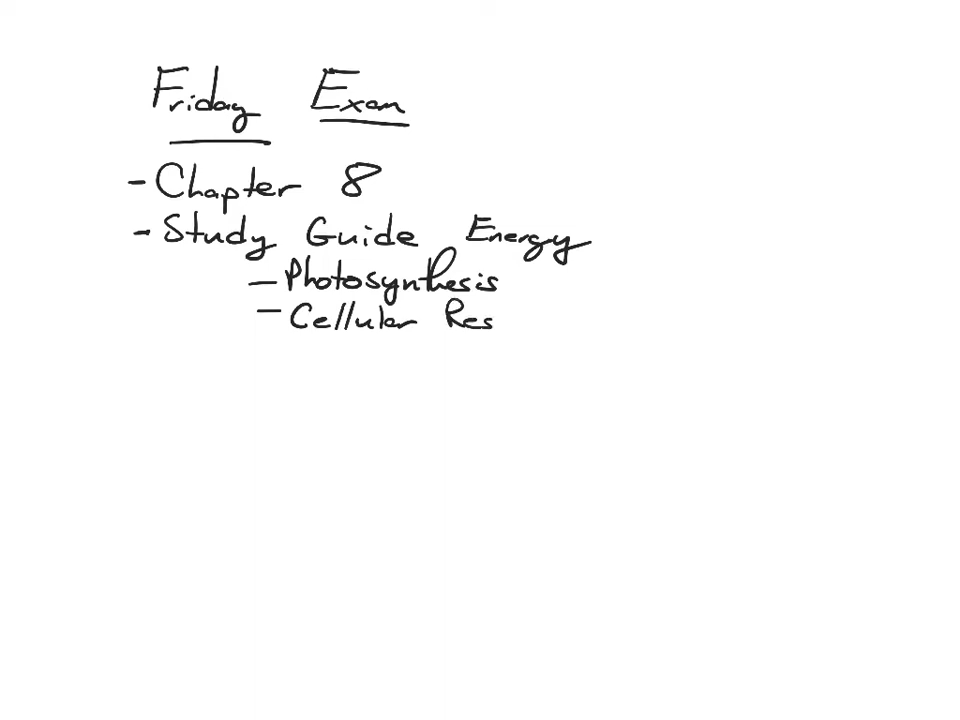 Friday Exam
- Chapter 8
- Study Guide Energy
- Photosynthesis
- Cellular Res